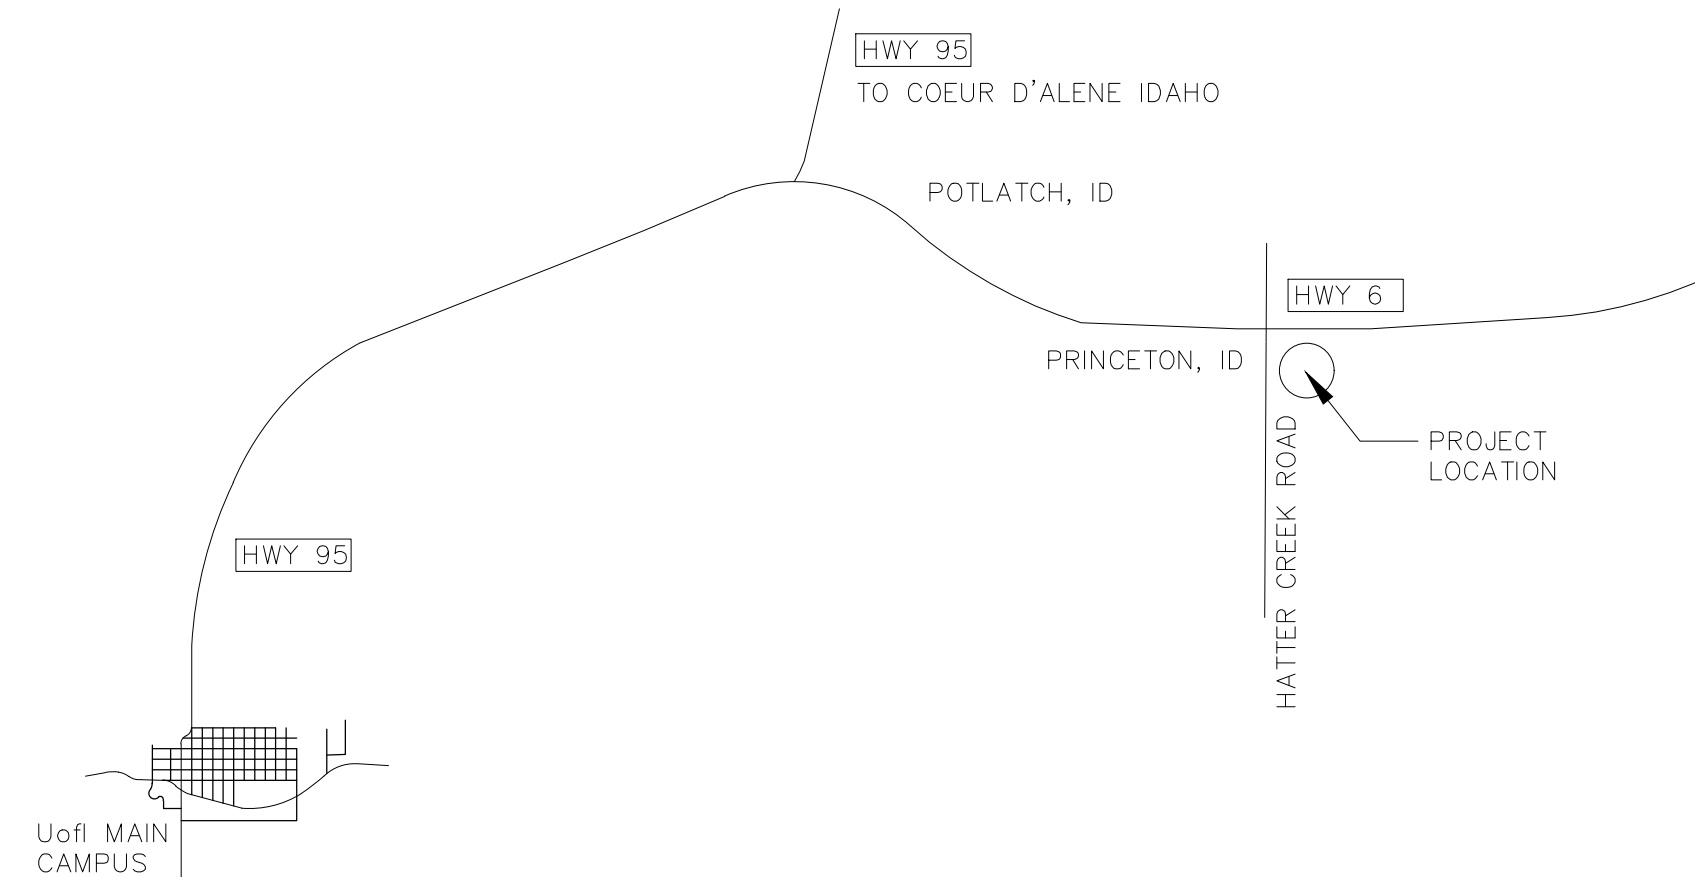 HWY 95
TO COEUR D'ALENE IDAHO
POTLATCH, ID
HWY 6
PRINCETON, ID
PROJECT
LOCATION
HATTER CREEK ROAD
HWY 95
UofI MAIN
CAMPUS